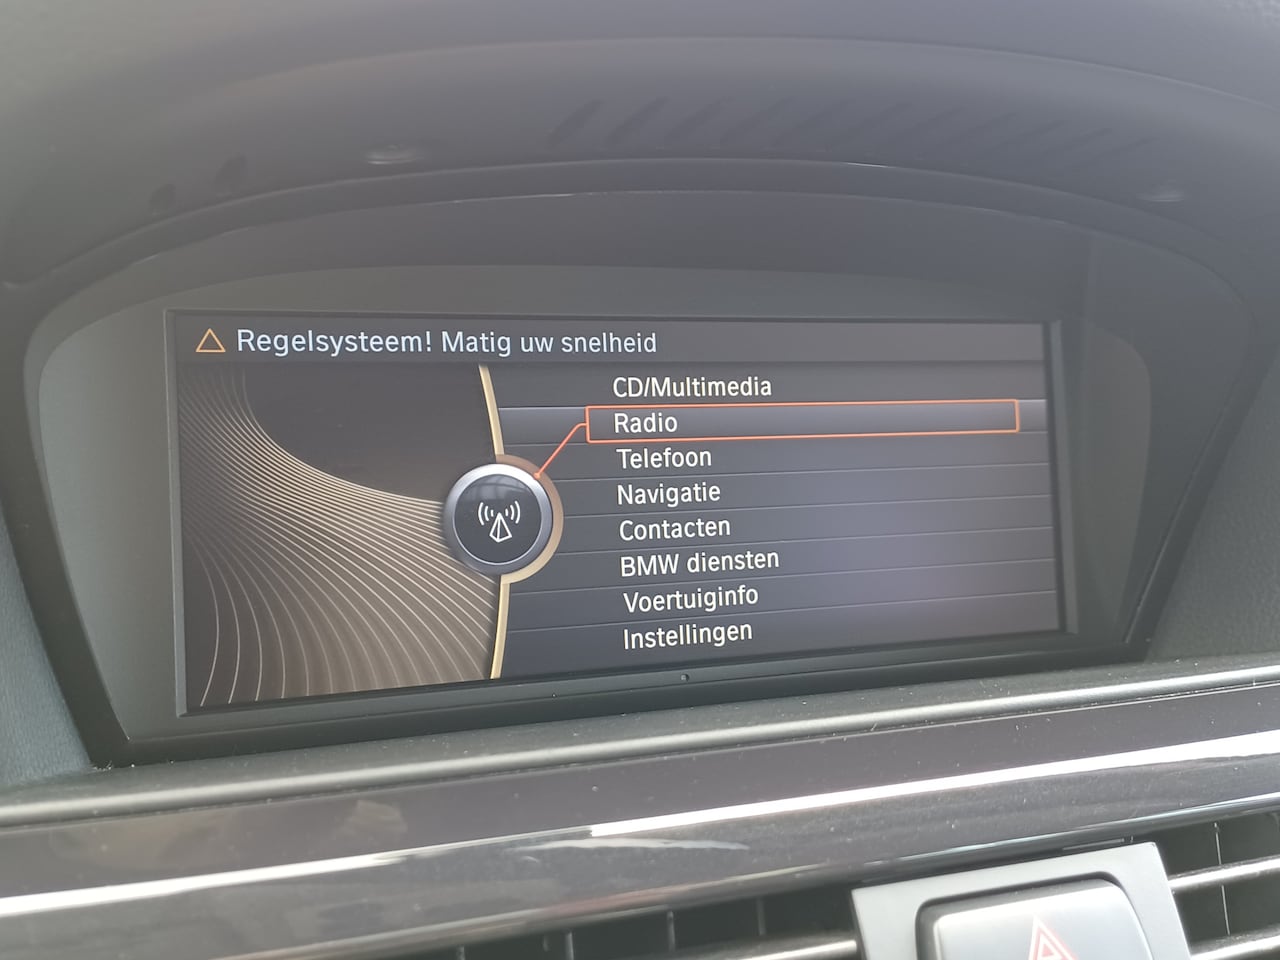 Regelsysteem! Matig uw snelheid
CD/Multimedia
Radio
Telefoon
Navigatie
Contacten
BMW diensten
Voertuiginfo
Instellingen